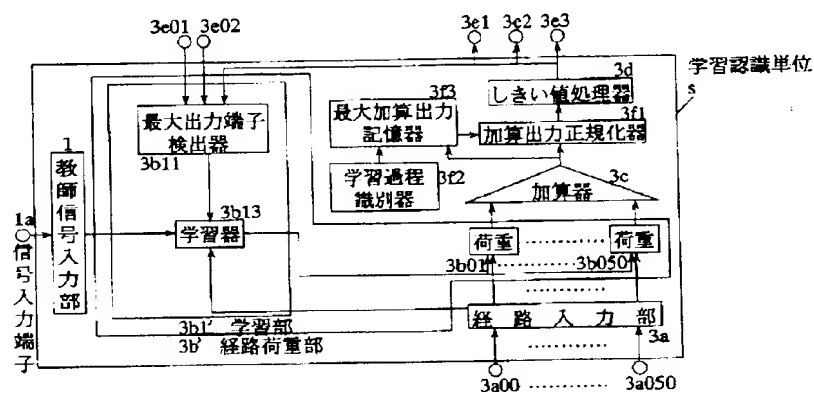 3e01 3e02
3e1 3e2 3e3
学習認識単位
s
3d
しきい値処理器
3f3
最大加算出力
記憶器
3f1
加算出力正規化器
最大出力端子
検出器
3b11
学習過程
識別器
3f2
3c
加算器
1
教師信号入力部
1a
信号入力端子
3b13
学習器
荷重 ………… 荷重
3b01 ………… 3b050
…………
経路入力部
3a
3b1' 学習部
3b' 経路荷重部
…………
3a00 ………… 3a050